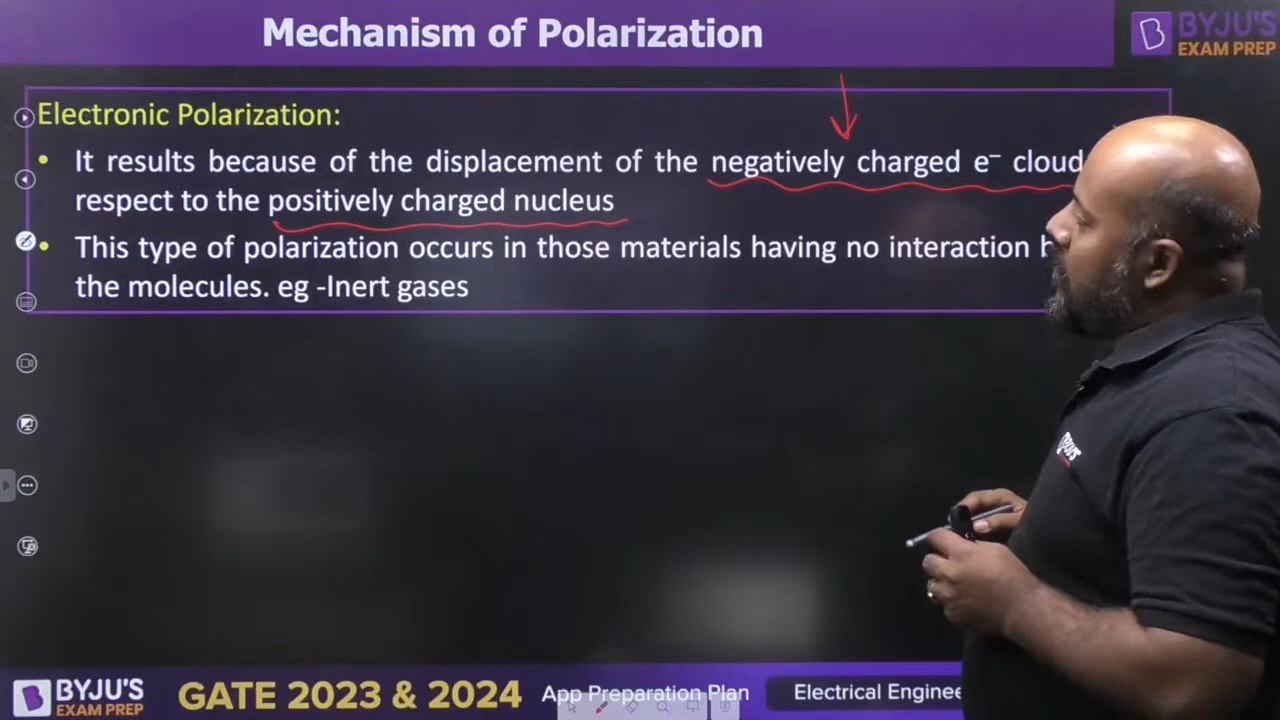 Mechanism of Polarization
BYJU'S
EXAM PREP
Electronic Polarization:
• It results because of the displacement of the negatively charged e⁻ cloud
respect to the positively charged nucleus
• This type of polarization occurs in those materials having no interaction
the molecules. eg -Inert gases
BYJU'S
BYJU'S
EXAM PREP
GATE 2023 & 2024
App Preparation Plan
Electrical Enginee